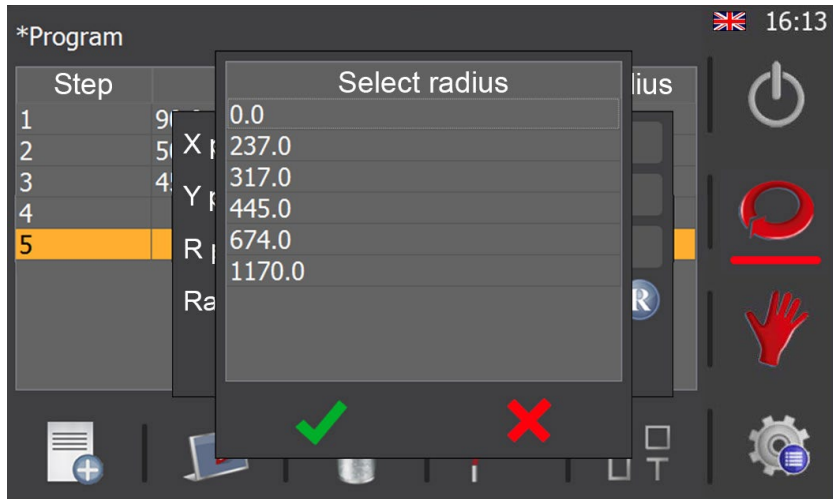 *Program
16:13
Step
Select radius
dius
1
0.0
2
X p
237.0
3
317.0
4
Y p
445.0
5
R p
674.0
Ra
1170.0
R
T